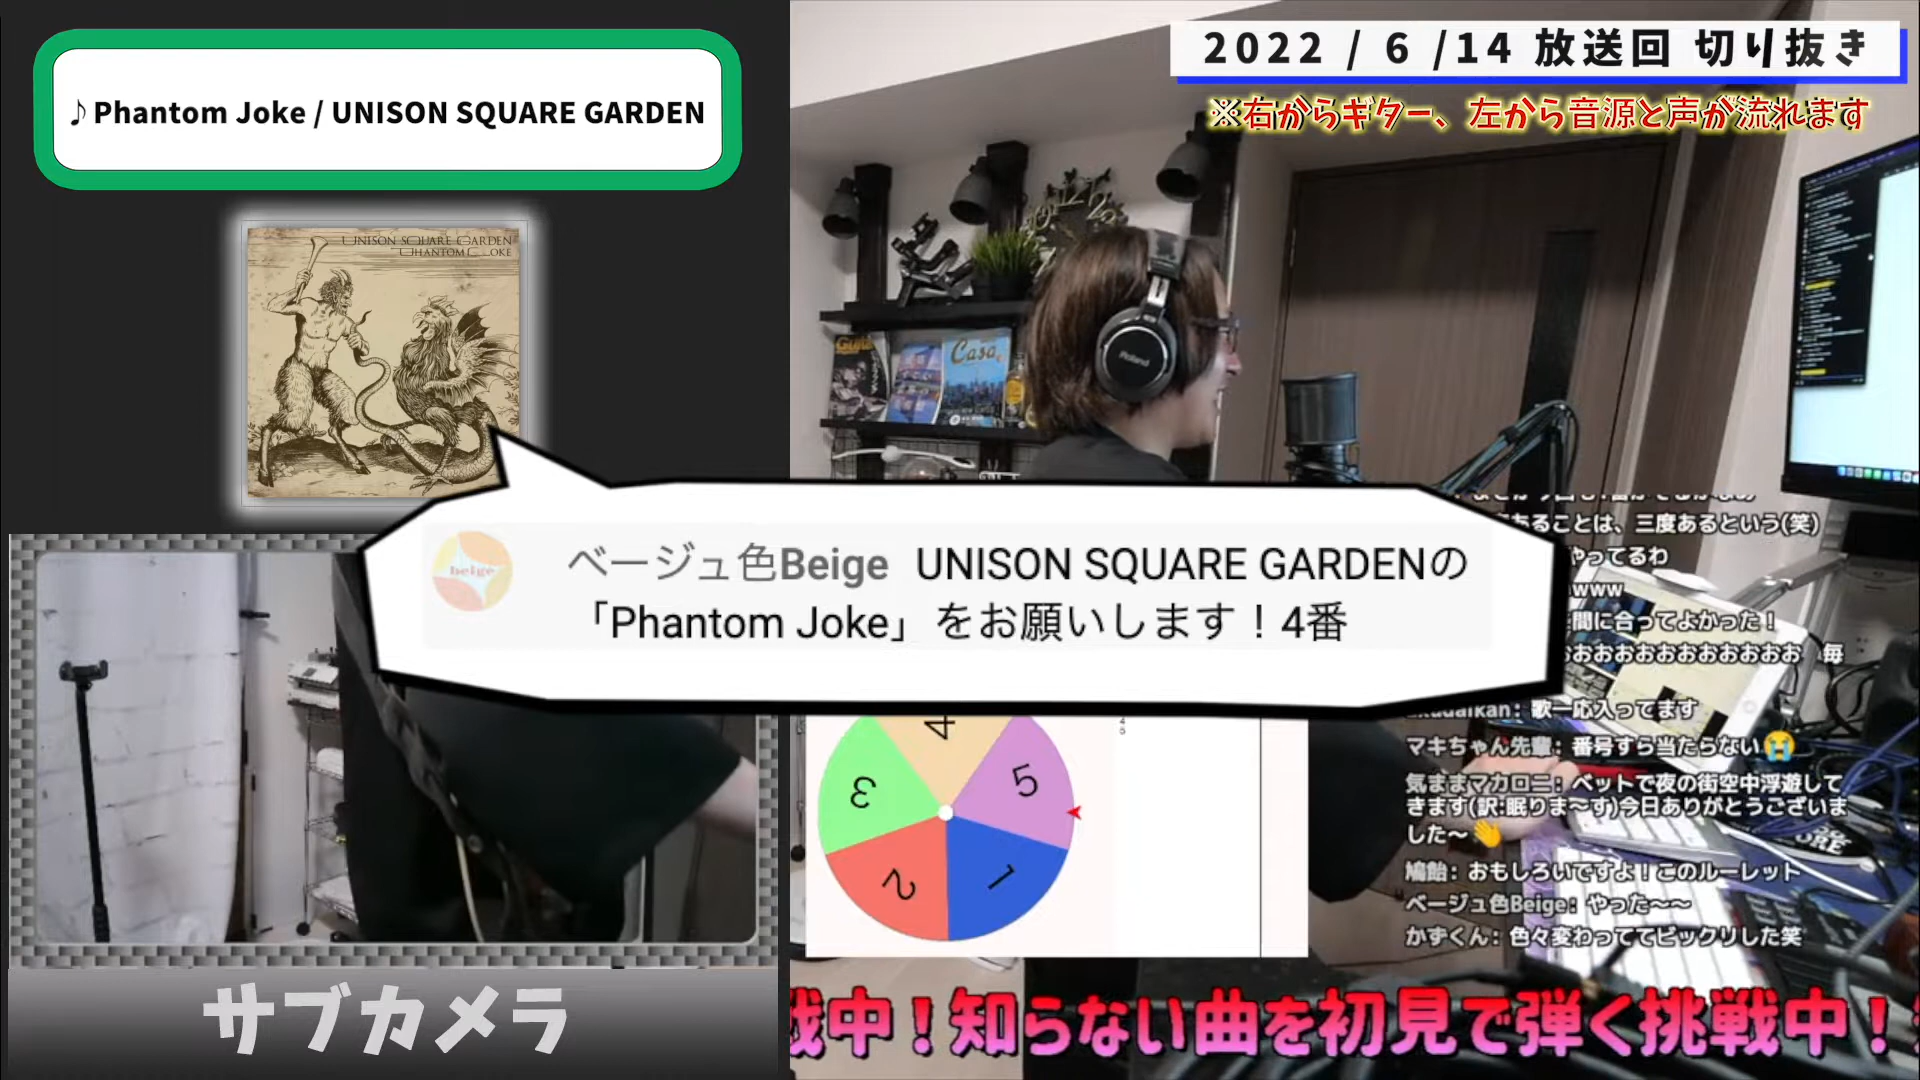 ♪Phantom Joke / UNISON SQUARE GARDEN
2022 / 6 /14 放送回 切り抜き
※右からギター、左から音源と声が流れます
UNISON SQUARE GARDEN
PHANTOM JOKE
Casa
Roland
beige
ベージュ色Beige UNISON SQUARE GARDENの
「Phantom Joke」をお願いします！4番
あることは、三度あるという(笑)
やってるわ
www
間に合ってよかった！
おおおおおおおおおおおお 毎
歌一応入ってます
マキちゃん先輩: 番号すら当たらない😭
気ままマカロニ: ベットで夜の街空中浮遊して
きます(訳:眠りま～す)今日ありがとうございま
した～👋
鳩飴: おもしろいですよ！このルーレット
ベージュ色Beige: やった～～
かずくん: 色々変わっててビックリした笑
4
5
3
2
1
4
5
サブカメラ
戦中！知らない曲を初見で弾く挑戦中！